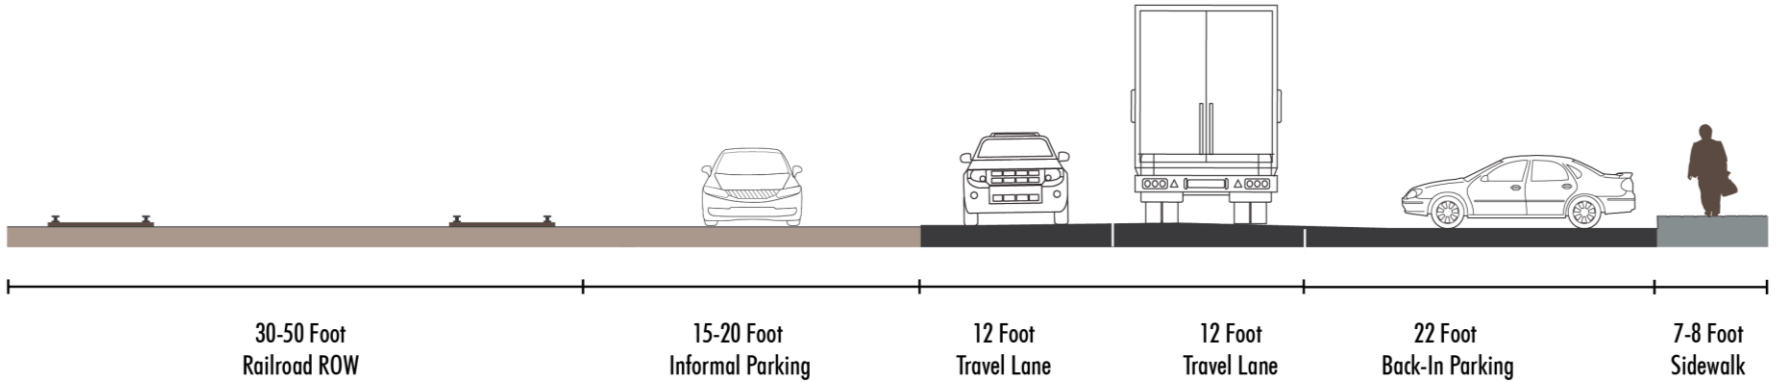 30-50 Foot
Railroad ROW
15-20 Foot
Informal Parking
12 Foot
Travel Lane
12 Foot
Travel Lane
22 Foot
Back-In Parking
7-8 Foot
Sidewalk